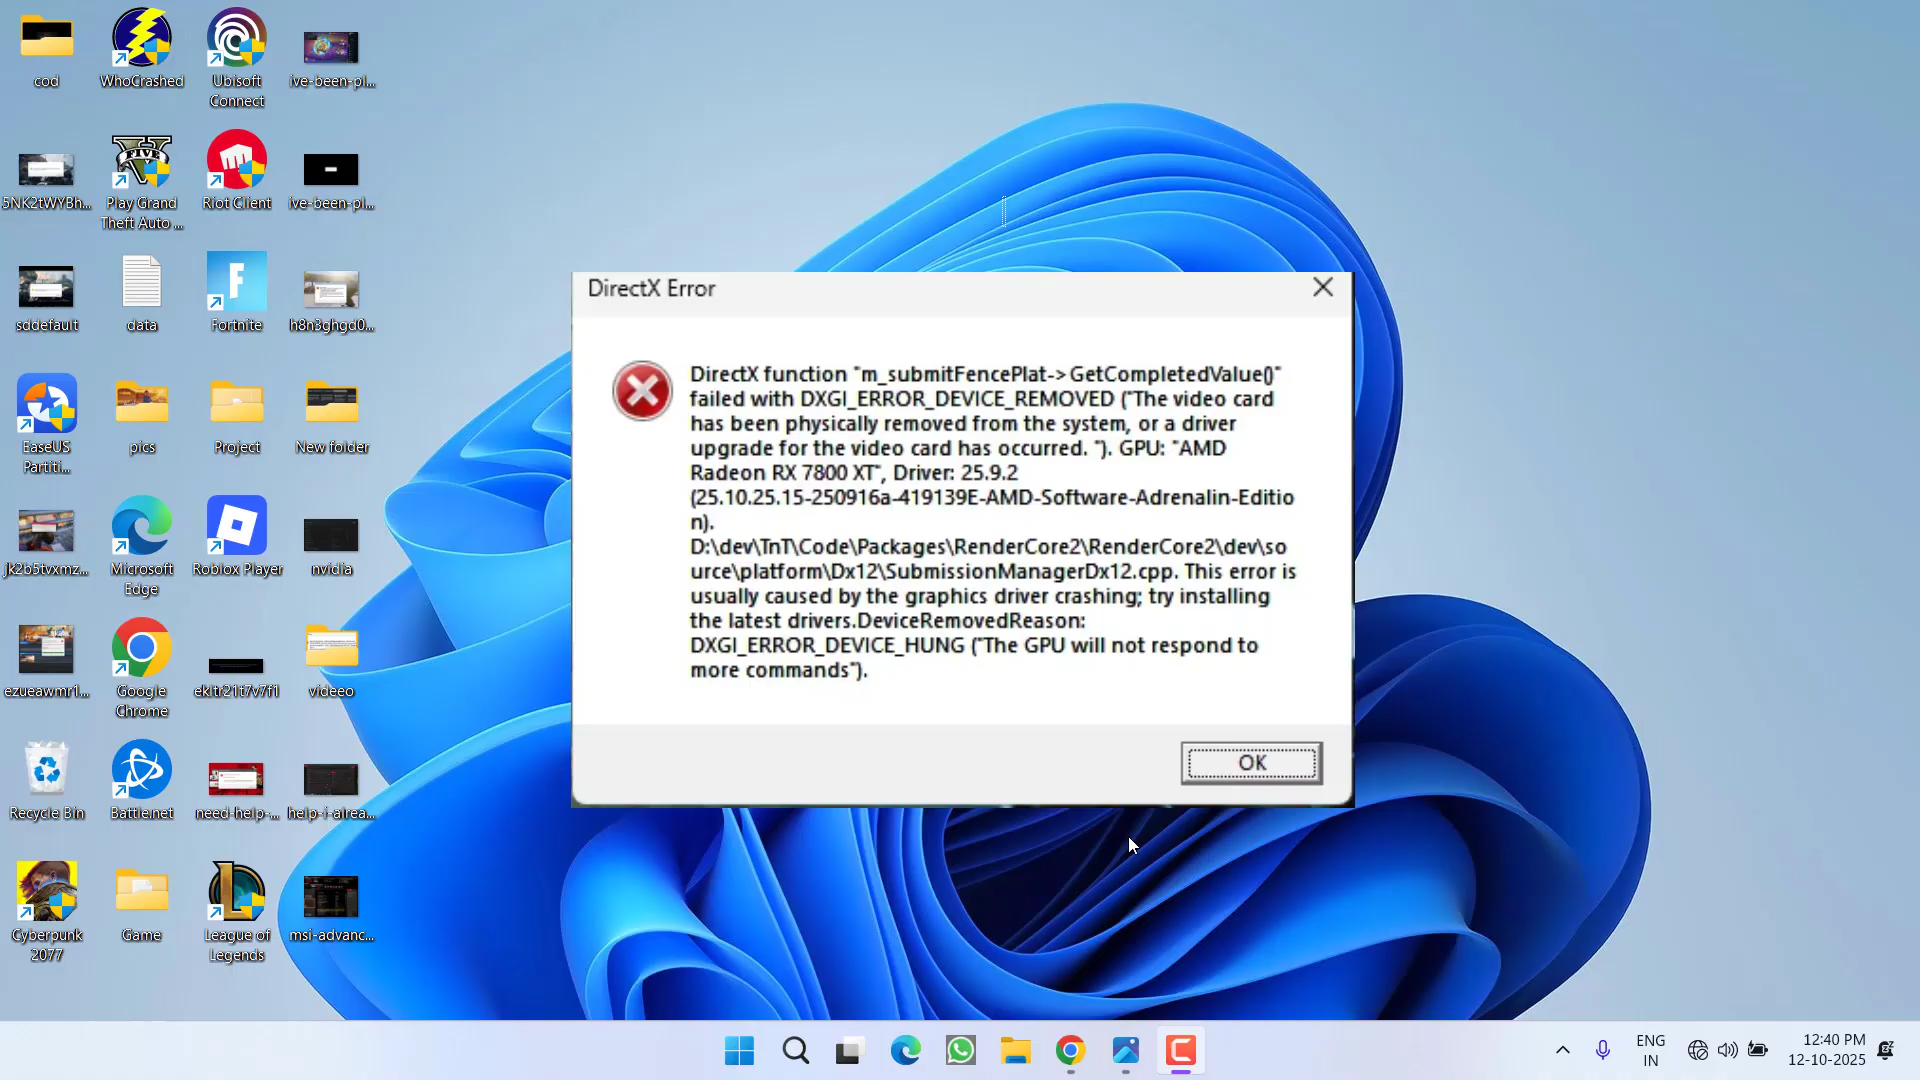 cod
WhoCrashed
Ubisoft
Connect
ive-been-pl...
5NK2tWYBh...
Play Grand
Theft Auto ...
Riot Client
ive-been-pl...
sddefault
data
Fortnite
h8n3ghgd0...
EaseUS
Partiti...
pics
Project
New folder
Jk2b5tvxmz...
Microsoft
Edge
Roblox Player
nvidia
ezueawmr1...
Google
Chrome
ekltr21t7v7f1
videeo
Recycle Bin
Battle.net
need-help-...
help-i-alrea...
Cyberpunk
2077
Game
League of
Legends
msi-advanc...
FIVE
DirectX Error
DirectX function "m_submitFencePlat->GetCompletedValue()"
failed with DXGI_ERROR_DEVICE_REMOVED ("The video card
has been physically removed from the system, or a driver
upgrade for the video card has occurred. "). GPU: "AMD
Radeon RX 7800 XT", Driver: 25.9.2
(25.10.25.15-250916a-419139E-AMD-Software-Adrenalin-Editio
n).
D:\dev\TnT\Code\Packages\RenderCore2\RenderCore2\dev\so
urce\platform\Dx12\SubmissionManagerDx12.cpp. This error is
usually caused by the graphics driver crashing; try installing
the latest drivers.DeviceRemovedReason:
DXGI_ERROR_DEVICE_HUNG ("The GPU will not respond to
more commands").
OK
ENG
IN
12:40 PM
12-10-2025